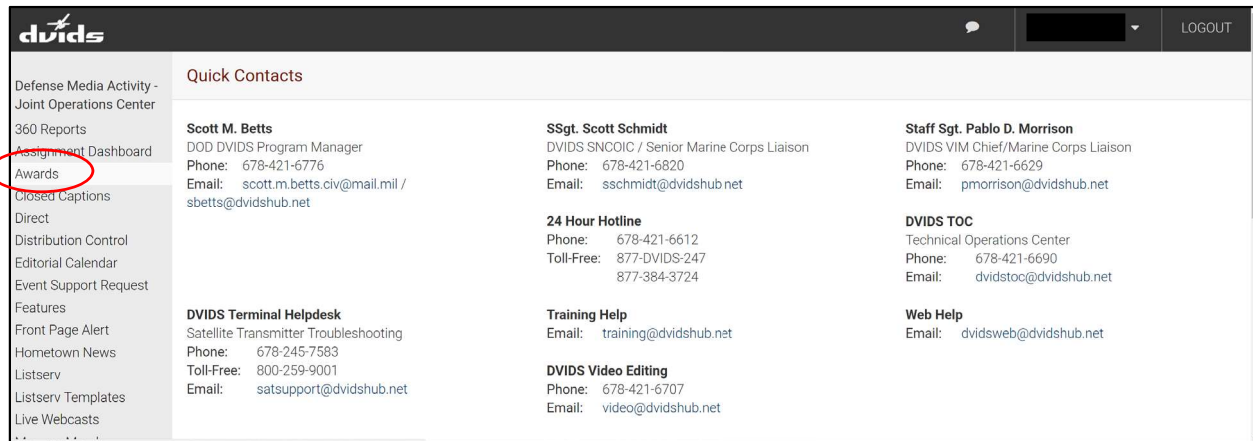 dvids
LOGOUT
Defense Media Activity -
Joint Operations Center
360 Reports
Assignment Dashboard
Awards
Closed Captions
Direct
Distribution Control
Editorial Calendar
Event Support Request
Features
Front Page Alert
Hometown News
Listserv
Listserv Templates
Live Webcasts
Quick Contacts
Scott M. Betts
DOD DVIDS Program Manager
Phone: 678-421-6776
Email: scott.m.betts.civ@mail.mil /
sbetts@dvidshub.net
SSgt. Scott Schmidt
DVIDS SNCOIC / Senior Marine Corps Liaison
Phone: 678-421-6820
Email: sschmidt@dvidshub.net
Staff Sgt. Pablo D. Morrison
DVIDS VIM Chief/Marine Corps Liaison
Phone: 678-421-6629
Email: pmorrison@dvidshub.net
24 Hour Hotline
Phone: 678-421-6612
Toll-Free: 877-DVIDS-247
877-384-3724
DVIDS TOC
Technical Operations Center
Phone: 678-421-6690
Email: dvidstoc@dvidshub.net
DVIDS Terminal Helpdesk
Satellite Transmitter Troubleshooting
Phone: 678-245-7583
Toll-Free: 800-259-9001
Email: satsupport@dvidshub.net
Training Help
Email: training@dvidshub.net
Web Help
Email: dvidsweb@dvidshub.net
DVIDS Video Editing
Phone: 678-421-6707
Email: video@dvidshub.net